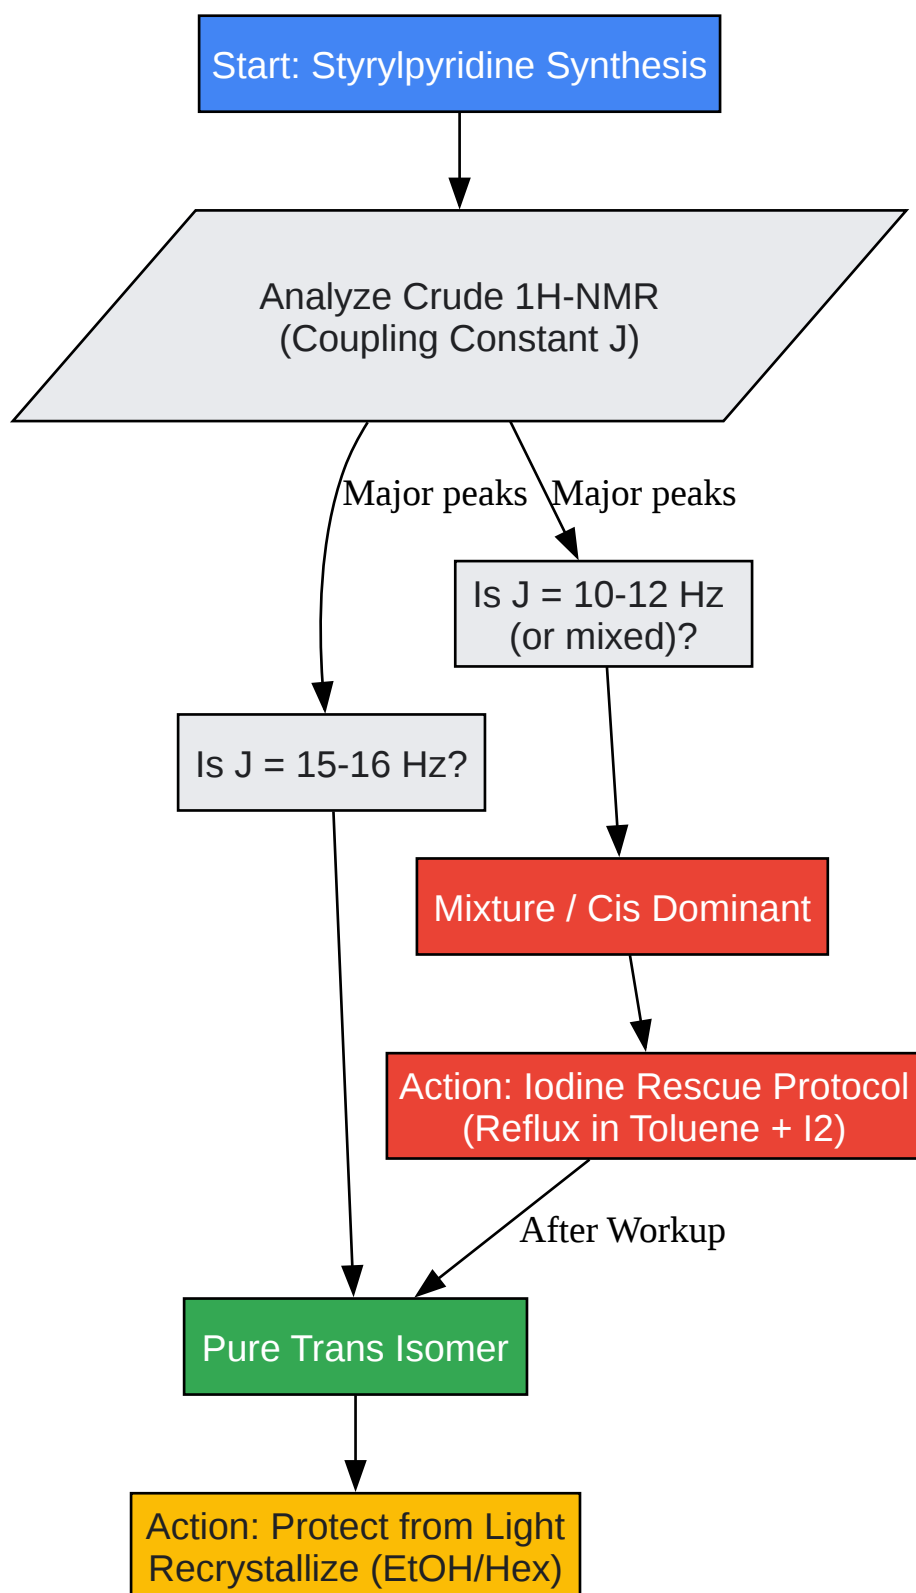 Start: Styrylpyridine Synthesis
Analyze Crude 1H-NMR
(Coupling Constant J)
Major peaks
Major peaks
Is J = 10-12 Hz
(or mixed)?
Is J = 15-16 Hz?
Mixture / Cis Dominant
Action: Iodine Rescue Protocol
(Reflux in Toluene + I2)
After Workup
Pure Trans Isomer
Action: Protect from Light
Recrystallize (EtOH/Hex)